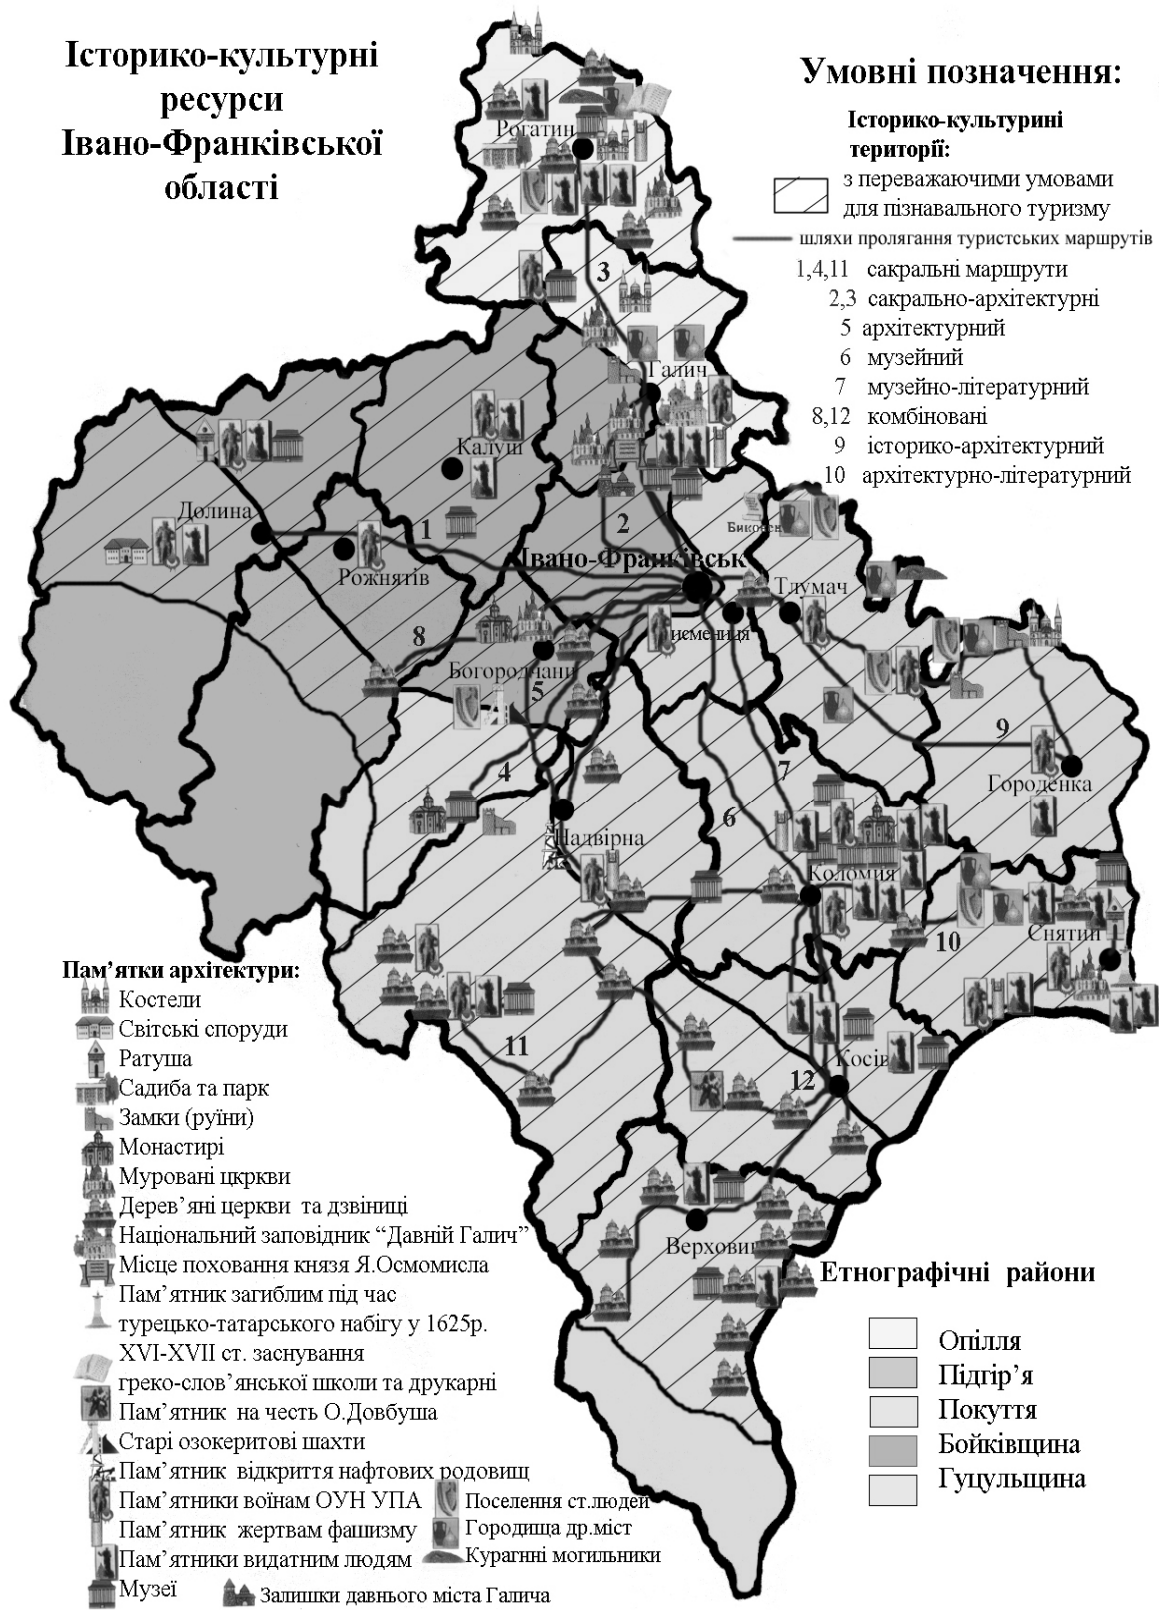 Історико-культурні
ресурси
Івано-Франківської
області
Умовні позначення:
Історико-культурині
території:
з переважаючими умовами
для пізнавального туризму
шляхи пролягання туристських маршрутів
1,4,11 сакральні маршрути
2,3 сакрально-архітектурні
5 архітектурний
6 музейний
7 музейно-літературний
8,12 комбіновані
9 історико-архітектурний
10 архітектурно-літературний
Рогатин
3
Галич
Калуш
Долина
1
2
Рожнятів
Івано-Франківськ
Тлумач
исмениця
8
Богородчани
5
4
7
9
Городенка
6
Надвірна
Коломия
10
Снятин
11
Косів
12
Верховин
Пам’ятки архітектури:
Костели
Світські споруди
Ратуша
Садиба та парк
Замки (руїни)
Монастирі
Муровані цкркви
Дерев’яні церкви та дзвіниці
Національний заповідник “Давній Галич”
Місце поховання князя Я.Осмомисла
Пам’ятник загиблим під час
турецько-татарського набігу у 1625р.
XVI-XVII ст. заснування
греко-слов’янської школи та друкарні
Пам’ятник на честь О.Довбуша
Старі озокеритові шахти
Пам’ятник відкриття нафтових родовищ
Пам’ятники воїнам ОУН УПА
Пам’ятник жертвам фашизму
Пам’ятники видатним людям
Музеї
Поселення ст.людей
Городища др.міст
Курагнні могильники
Залишки давнього міста Галича
Етнографічні райони
Опілля
Підгір’я
Покуття
Бойківщина
Гуцульщина